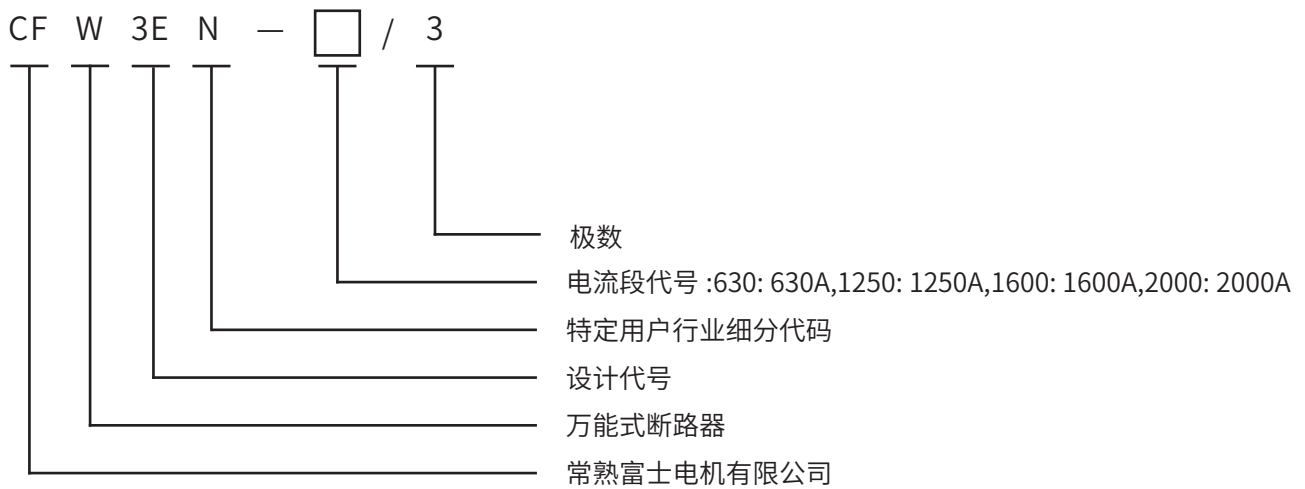 CF W 3E N — □ / 3
极数
电流段代号 :630: 630A,1250: 1250A,1600: 1600A,2000: 2000A
特定用户行业细分代码
设计代号
万能式断路器
常熟富士电机有限公司